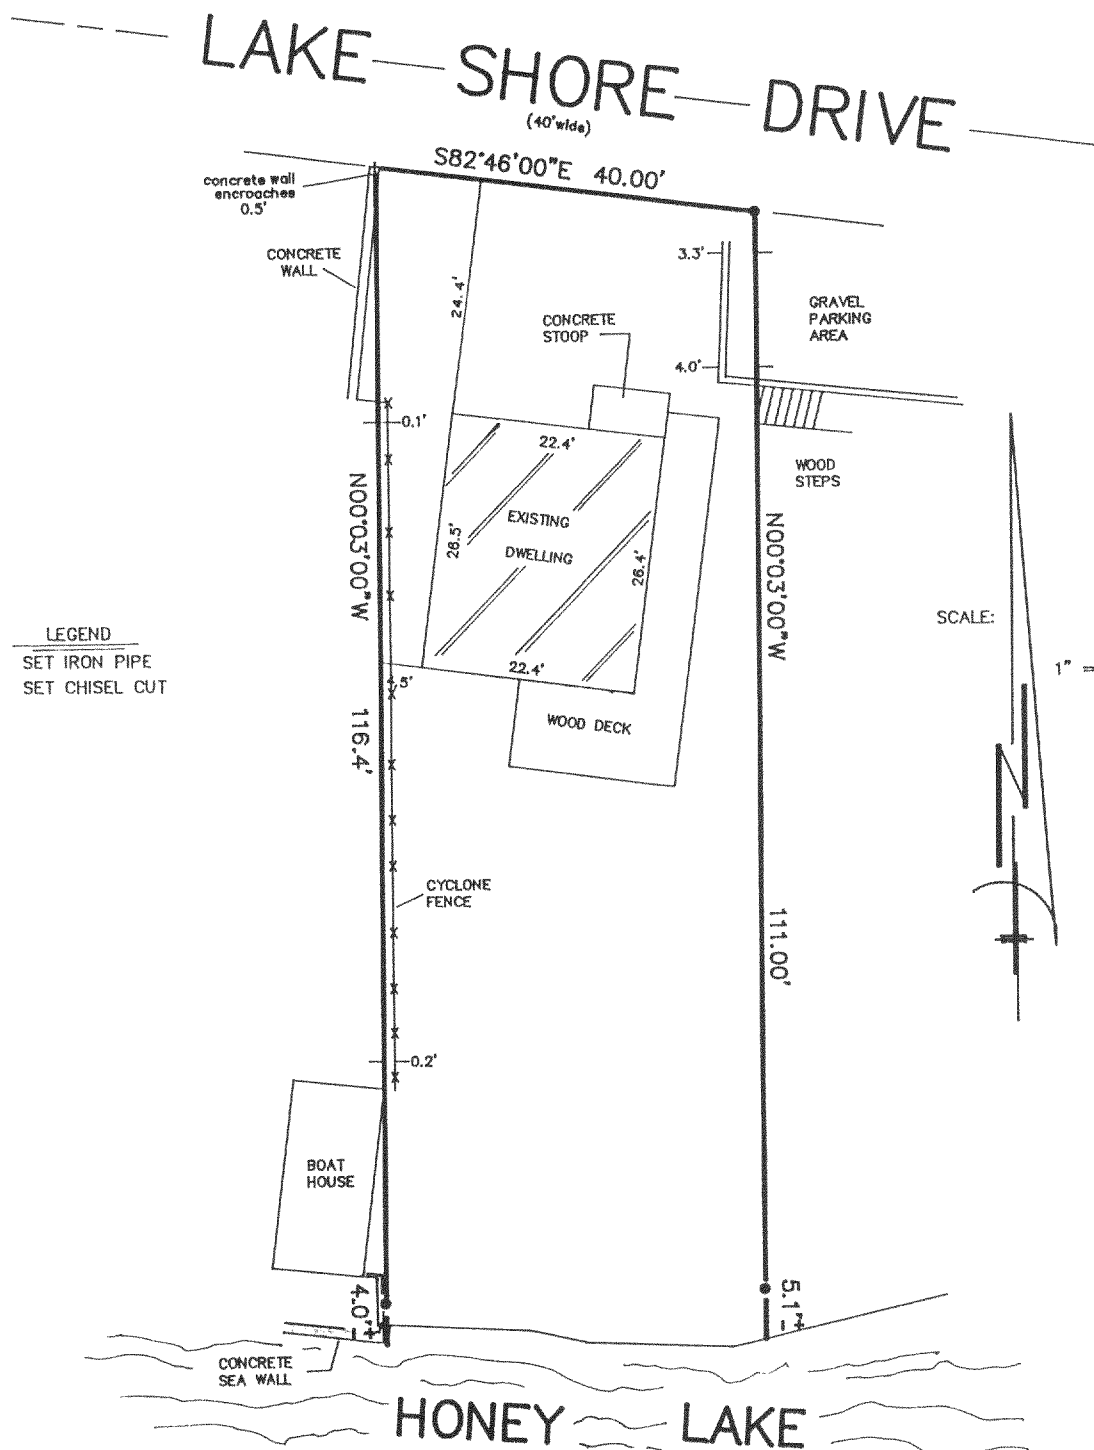 LAKE SHORE DRIVE
(40'wide)
S82°46'00"E 40.00'
concrete wall
encroaches
0.5'
CONCRETE
WALL
24.4'
3.3'
CONCRETE
STOOP
GRAVEL
PARKING
AREA
4.0'
0.1'
22.4'
WOOD
STEPS
N00°03'00"W
EXISTING
DWELLING
26.5'
26.4'
N00°03'00"W
SCALE:
1" =
LEGEND
SET IRON PIPE
SET CHISEL CUT
22.4'
116.4'
WOOD DECK
N
CYCLONE
FENCE
111.00'
0.2'
BOAT
HOUSE
4.0'±
5.1'±
CONCRETE
SEA WALL
HONEY LAKE